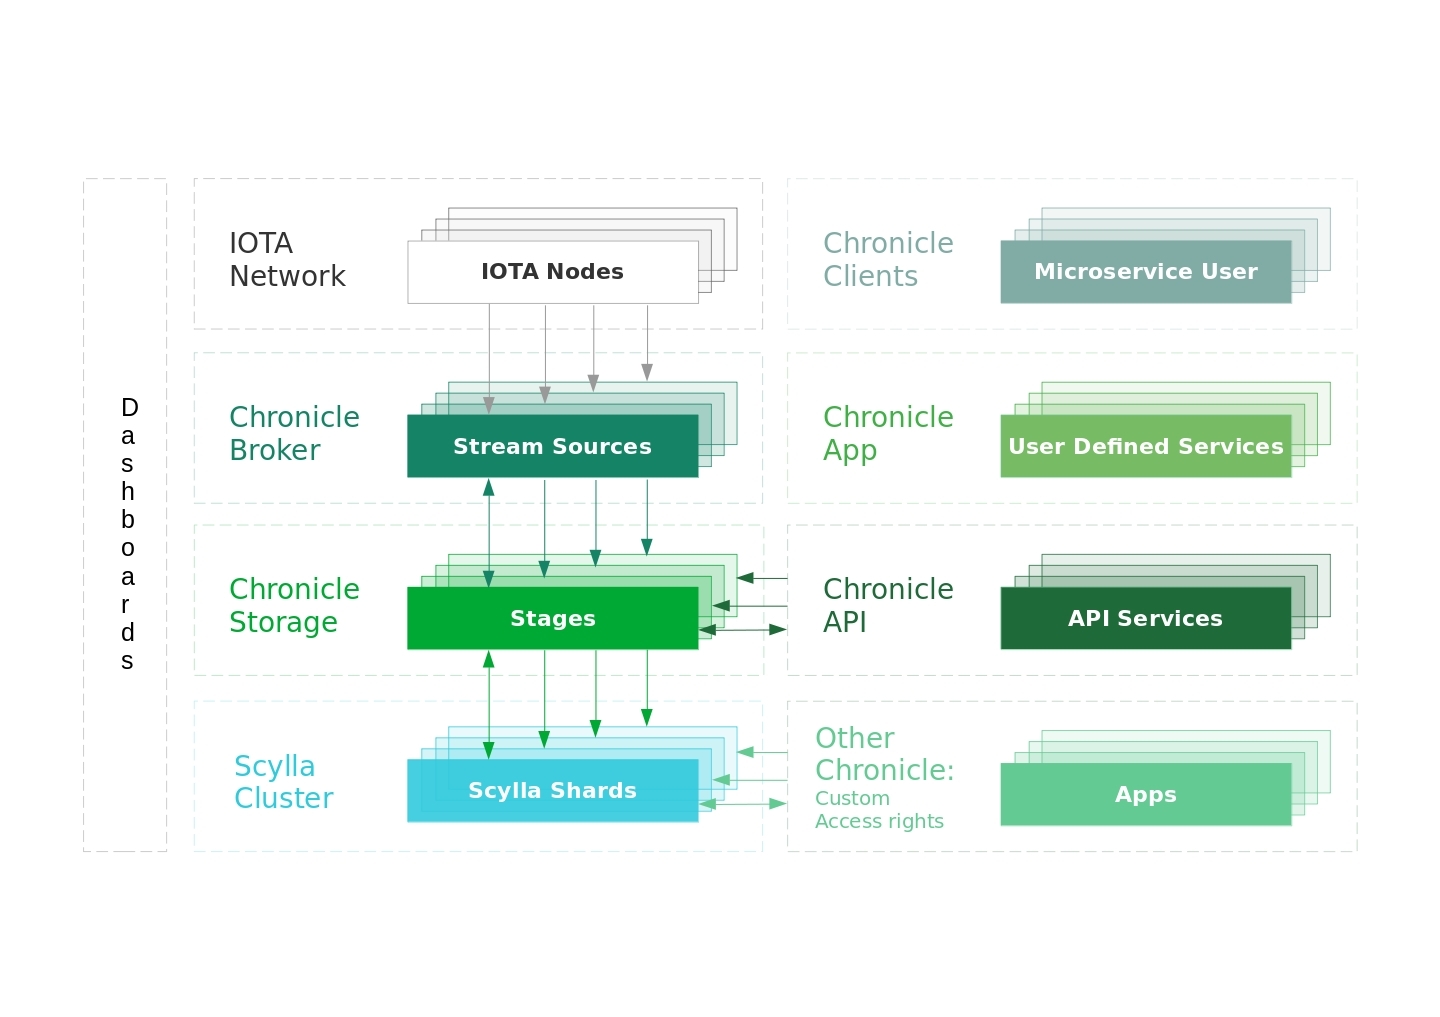 D
a
s
h
b
o
a
r
d
s
IOTA
Network
IOTA Nodes
Chronicle
Clients
Microservice User
Chronicle
Broker
Stream Sources
Chronicle
App
User Defined Services
Chronicle
Storage
Stages
Chronicle
API
API Services
Scylla
Cluster
Scylla Shards
Other
Chronicle:
Custom
Access rights
Apps